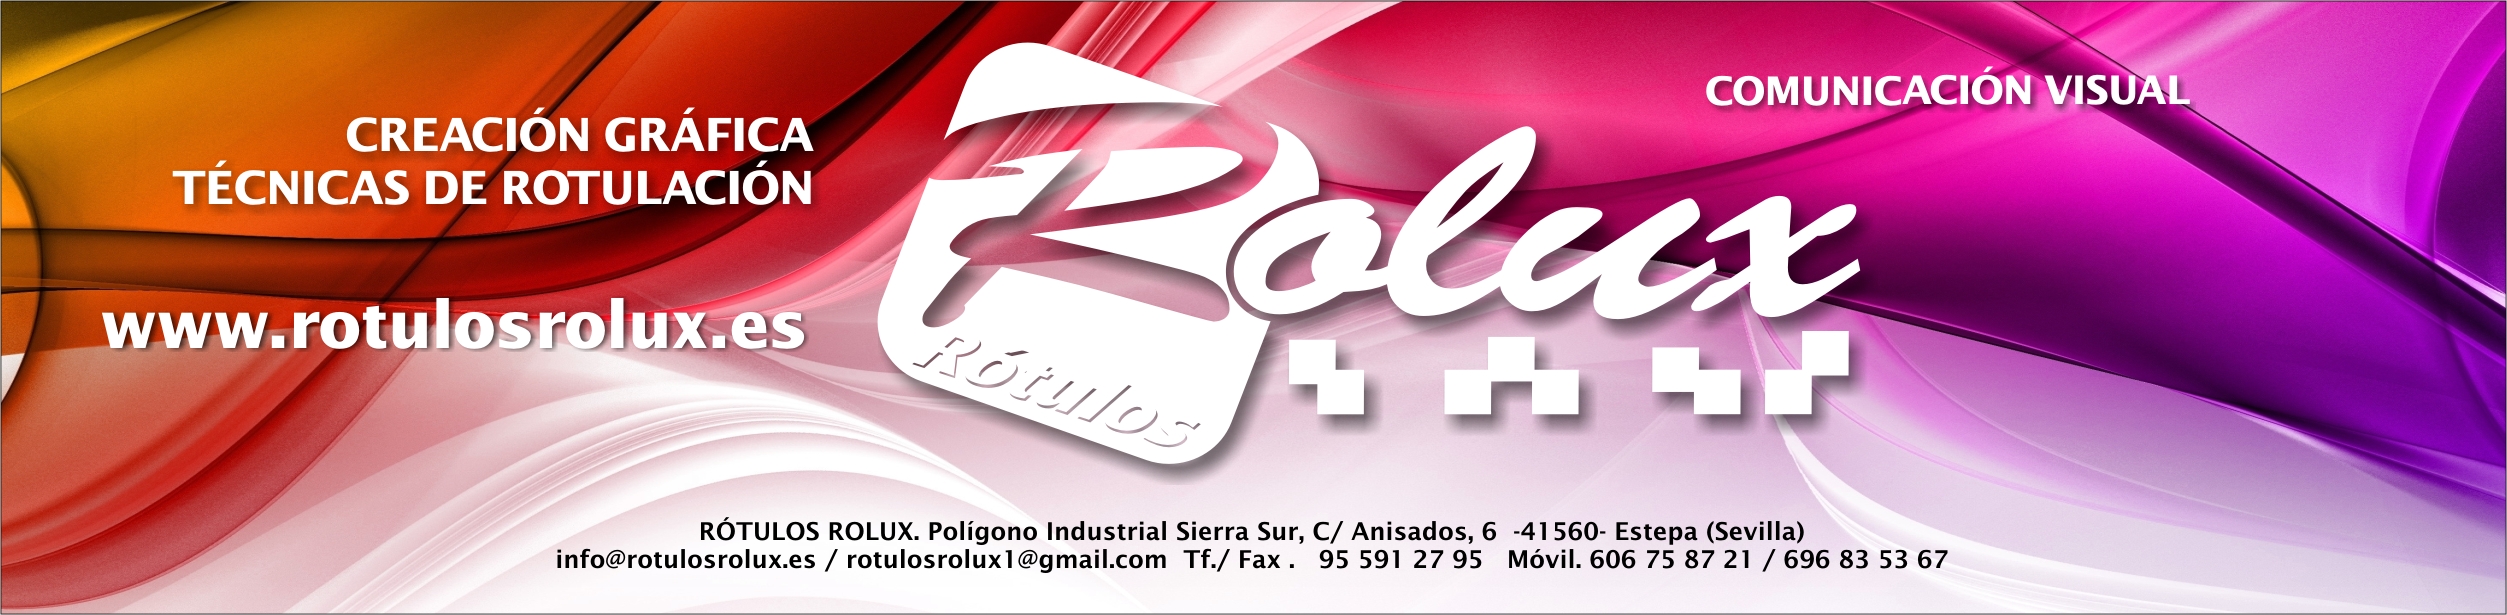 COMUNICACIÓN VISUAL
CREACIÓN GRÁFICA
TÉCNICAS DE ROTULACIÓN
www.rotulosrolux.es
Rolux
Rótulos
RÓTULOS ROLUX. Polígono Industrial Sierra Sur, C/ Anisados, 6 -41560- Estepa (Sevilla)
info@rotulosrolux.es / rotulosrolux1@gmail.com Tf./ Fax . 95 591 27 95 Móvil. 606 75 87 21 / 696 83 53 67